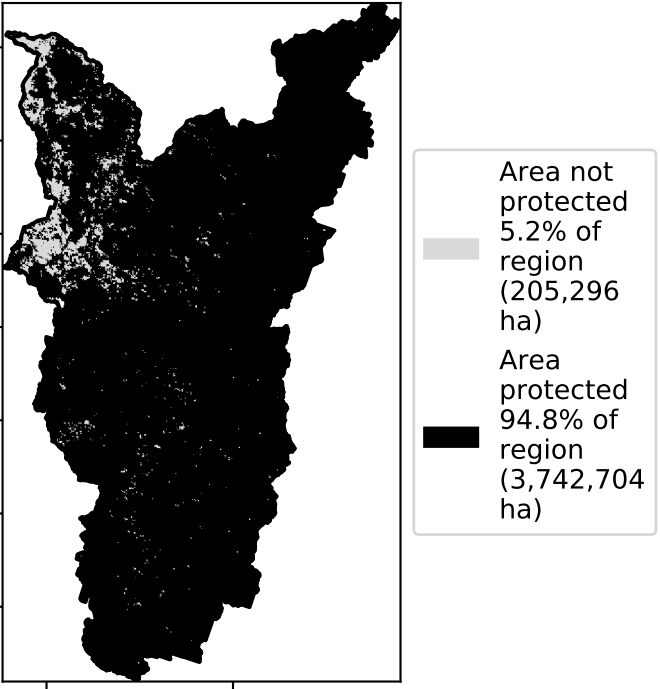 Area not
protected
5.2% of
region
(205,296
ha)
Area
protected
94.8% of
region
(3,742,704
ha)